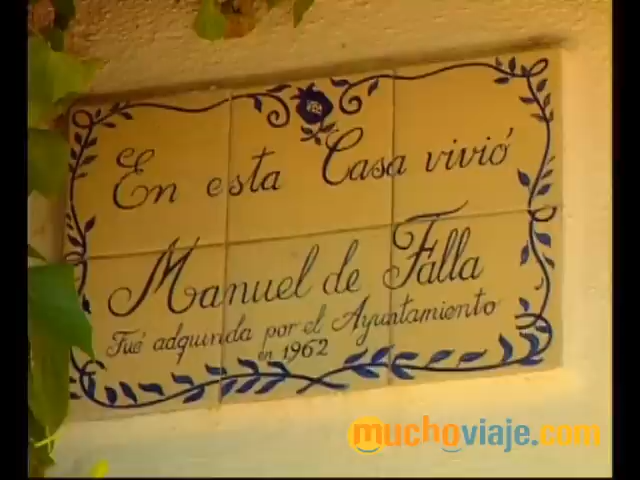 En esta Casa vivió
Manuel de Falla
Fué adquirida por el Ayuntamiento
en 1962
muchoviaje.com